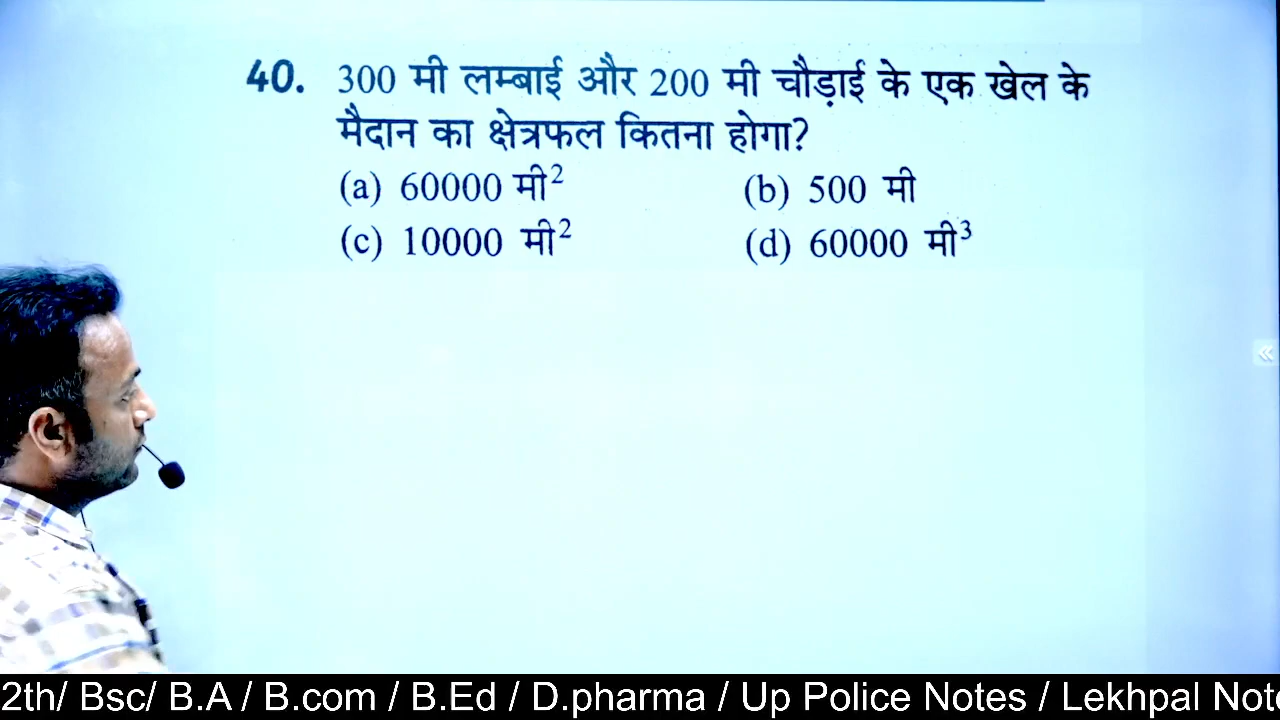 40. 300 मी लम्बाई और 200 मी चौड़ाई के एक खेल के
मैदान का क्षेत्रफल कितना होगा?
(a) 60000 मी² (b) 500 मी
(c) 10000 मी² (d) 60000 मी³
2th/ Bsc/ B.A / B.com / B.Ed / D.pharma / Up Police Notes / Lekhpal Note